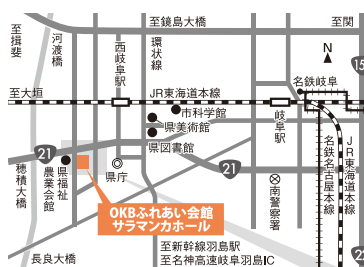 至鏡島大橋
至関
至揖斐
河渡橋
西岐阜駅
環状線
N
15
名鉄岐阜
至大垣
JR東海道本線
市科学館
県美術館
県図書館
岐阜駅
21
21
県福祉
農業会館
県庁
南警察署
名鉄名古屋本線
JR東海道本線
穂積大橋
OKBふれあい会館
サラマンカホール
長良大橋
至新幹線羽島駅
至名神高速岐阜羽島IC